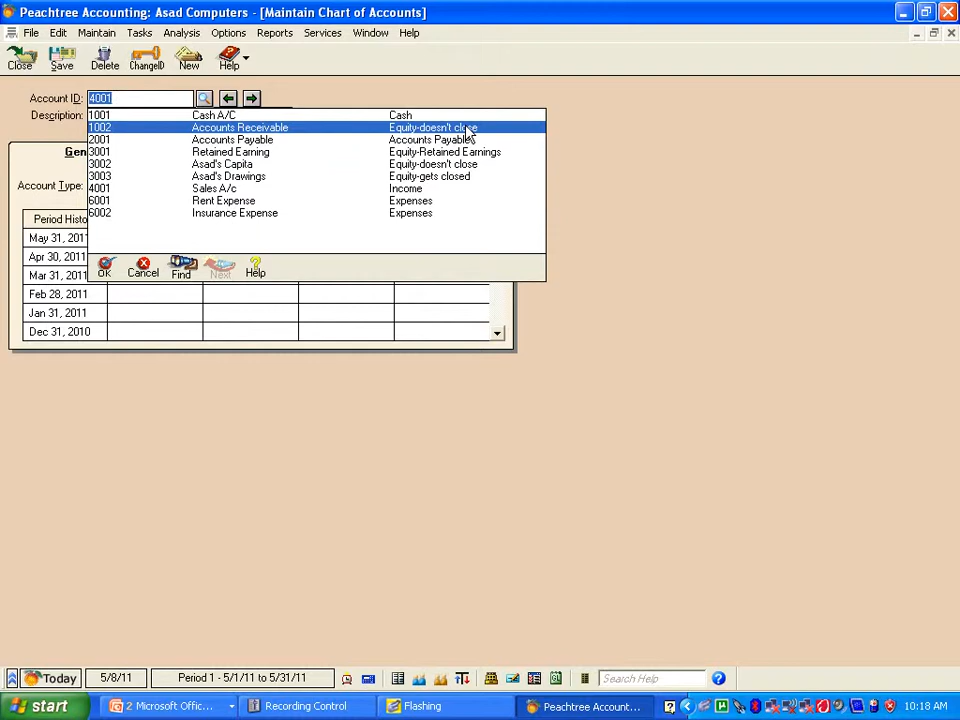 Peachtree Accounting: Asad Computers - [Maintain Chart of Accounts]
File Edit Maintain Tasks Analysis Options Reports Services Window Help
Close Save Delete ChangeID New Help
Account ID: 4001
Description:
1001 Cash A/C Cash
1002 Accounts Receivable Equity-doesn't close
2001 Accounts Payable Accounts Payable
3001 Retained Earning Equity-Retained Earnings
3002 Asad's Capita Equity-doesn't close
3003 Asad's Drawings Equity-gets closed
4001 Sales A/c Income
6001 Rent Expense Expenses
6002 Insurance Expense Expenses
OK Cancel Find Next Help
Gen
Account Type:
Period Histo
May 31, 2011
Apr 30, 2011
Mar 31, 2011
Feb 28, 2011
Jan 31, 2011
Dec 31, 2010
Today 5/8/11 Period 1 - 5/1/11 to 5/31/11 Search Help
start 2 Microsoft Offic... Recording Control Flashing Peachtree Account... 10:18 AM